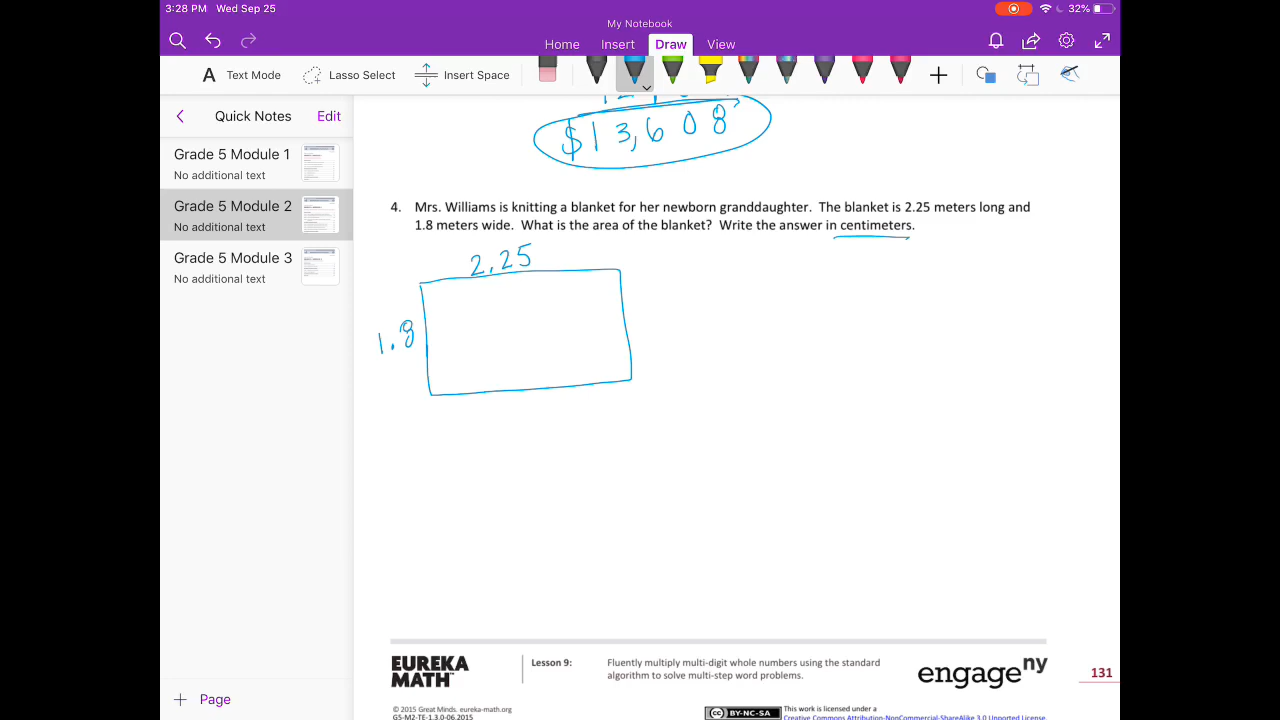 3:28 PM Wed Sep 25
32%
My Notebook
Home Insert Draw View
Text Mode Lasso Select Insert Space
Quick Notes Edit
Grade 5 Module 1
No additional text
Grade 5 Module 2
No additional text
Grade 5 Module 3
No additional text
$13,608
4. Mrs. Williams is knitting a blanket for her newborn granddaughter. The blanket is 2.25 meters long and
1.8 meters wide. What is the area of the blanket? Write the answer in centimeters.
2.25
1.8
EUREKA
MATH™
Lesson 9: Fluently multiply multi-digit whole numbers using the standard
algorithm to solve multi-step word problems.
engageny
131
Page
© 2015 Great Minds. eureka-math.org
G5-M2-TE-1.3.0-06.2015
CC BY-NC-SA
This work is licensed under a
Creative Commons Attribution-NonCommercial-ShareAlike 3.0 Unported License.